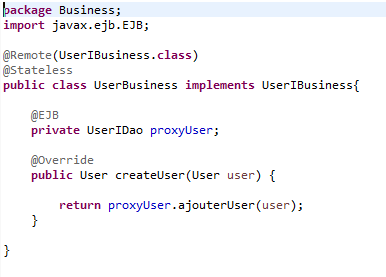 package Business;
import javax.ejb.EJB;
@Remote(UserIBusiness.class)
@Stateless
public class UserBusiness implements UserIBusiness{
@EJB
private UserIDao proxyUser;
@Override
public User createUser(User user) {
return proxyUser.ajouterUser(user);
}
}